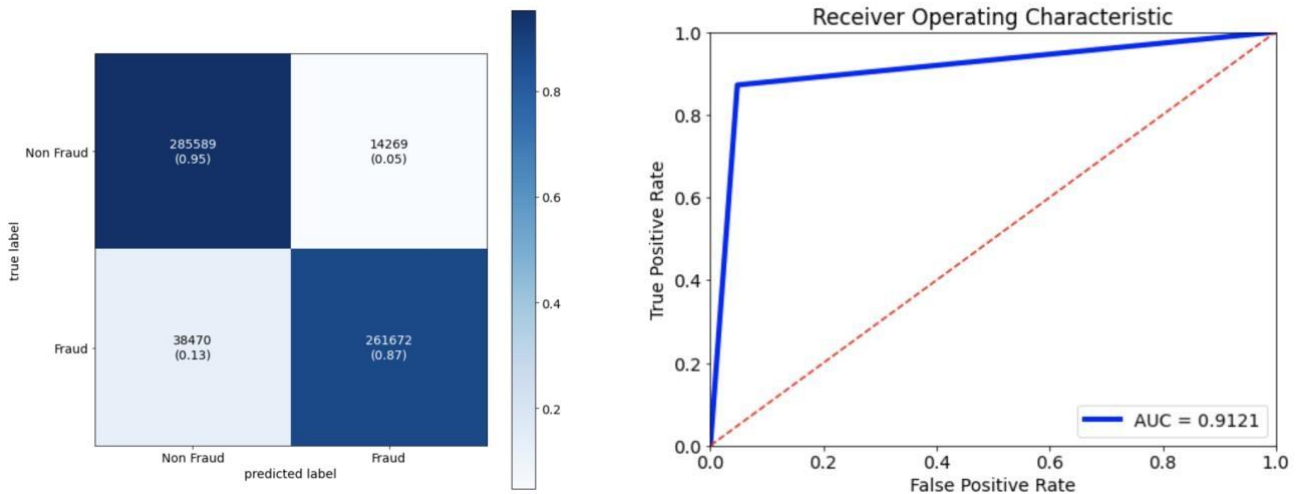 Non Fraud
Fraud
true label
285589
(0.95)
14269
(0.05)
38470
(0.13)
261672
(0.87)
Non Fraud
Fraud
predicted label
0.8
0.6
0.4
0.2
Receiver Operating Characteristic
True Positive Rate
1.0
0.8
0.6
0.4
0.2
0.0
AUC = 0.9121
0.0
0.2
0.4
0.6
0.8
1.0
False Positive Rate